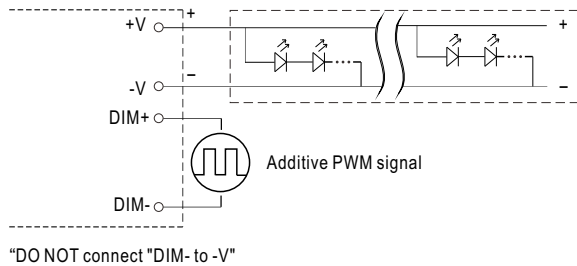 +V + +
-V – –
DIM+
Additive PWM signal
DIM-
“DO NOT connect "DIM- to -V"